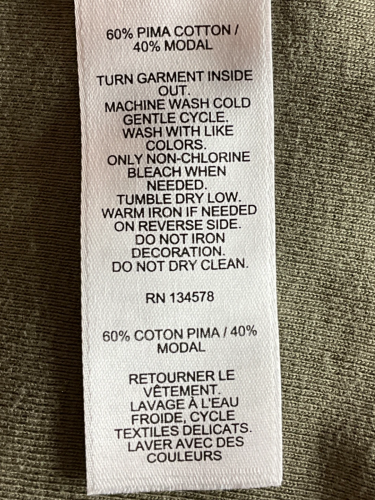 60% PIMA COTTON /
40% MODAL
TURN GARMENT INSIDE
OUT.
MACHINE WASH COLD
GENTLE CYCLE.
WASH WITH LIKE
COLORS.
ONLY NON-CHLORINE
BLEACH WHEN
NEEDED.
TUMBLE DRY LOW.
WARM IRON IF NEEDED
ON REVERSE SIDE.
DO NOT IRON
DECORATION.
DO NOT DRY CLEAN.
RN 134578
60% COTON PIMA / 40%
MODAL
RETOURNER LE
VÊTEMENT.
LAVAGE À L'EAU
FROIDE, CYCLE
TEXTILES DÉLICATS.
LAVER AVEC DES
COULEURS